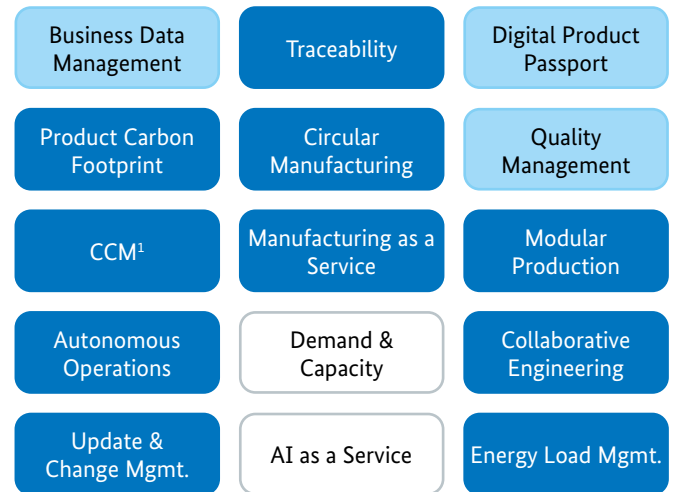 Business Data
Management
Traceability
Digital Product
Passport
Product Carbon
Footprint
Circular
Manufacturing
Quality
Management
CCM¹
Manufacturing as a
Service
Modular
Production
Autonomous
Operations
Demand &
Capacity
Collaborative
Engineering
Update &
Change Mgmt.
AI as a Service
Energy Load Mgmt.